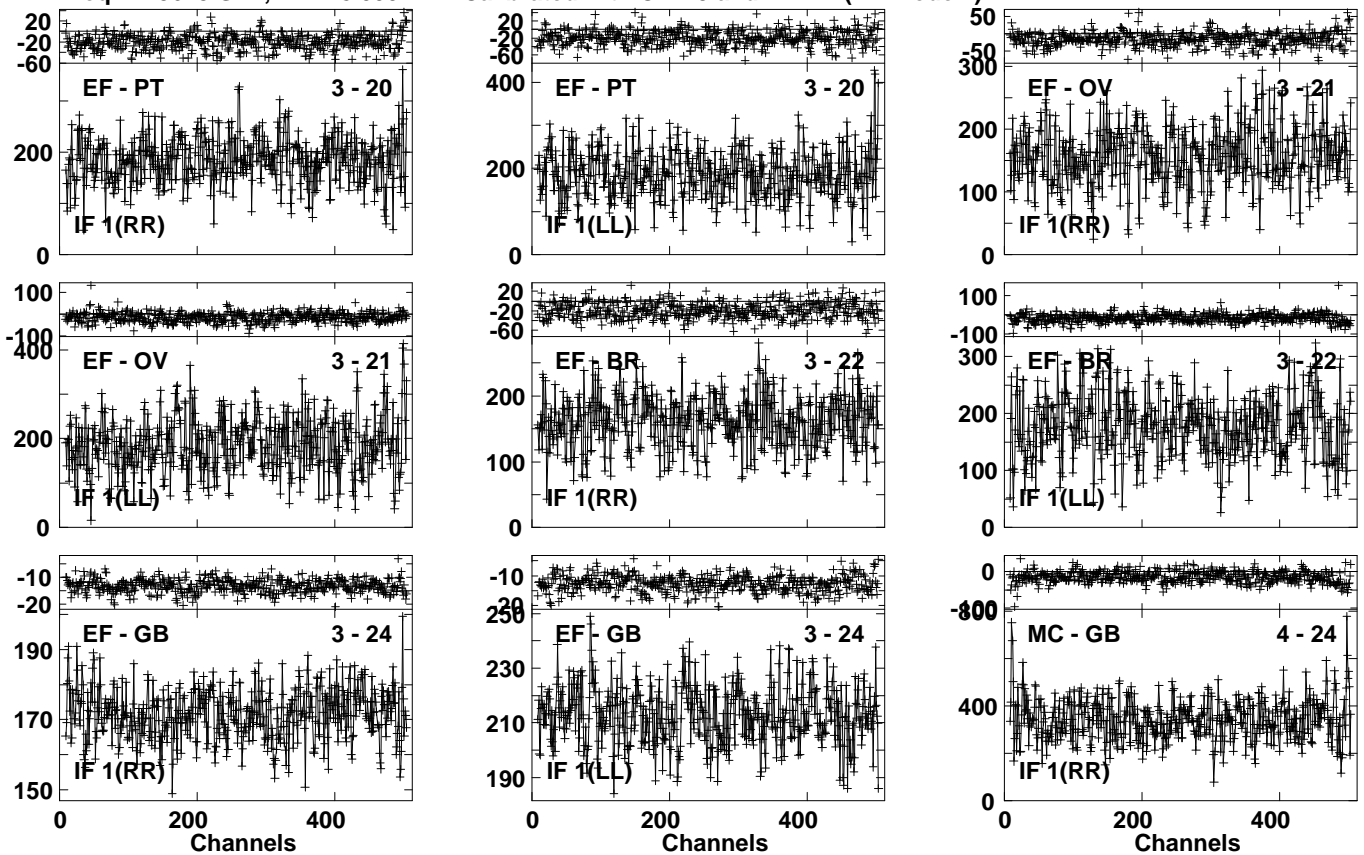 20
-20
-60
EF - PT 3 - 20
200
IF 1(RR)
0
20
-20
-60
400
EF - PT 3 - 20
200
IF 1(LL)
0
50
-50
300
EF - OV 3 - 21
200
100
IF 1(RR)
0
100
-100
400
EF - OV 3 - 21
200
IF 1(LL)
0
20
-20
-60
EF - BR 3 - 22
200
100
IF 1(RR)
0
100
-100
300
EF - BR 3 - 22
200
100
IF 1(LL)
0
-10
-20
190
EF - GB 3 - 24
170
IF 1(RR)
150
0 200 400
Channels
-10
-20
250
EF - GB 3 - 24
230
210
190
IF 1(LL)
0 200 400
Channels
0
MC - GB 4 - 24
400
IF 1(RR)
0
0 200 400
Channels